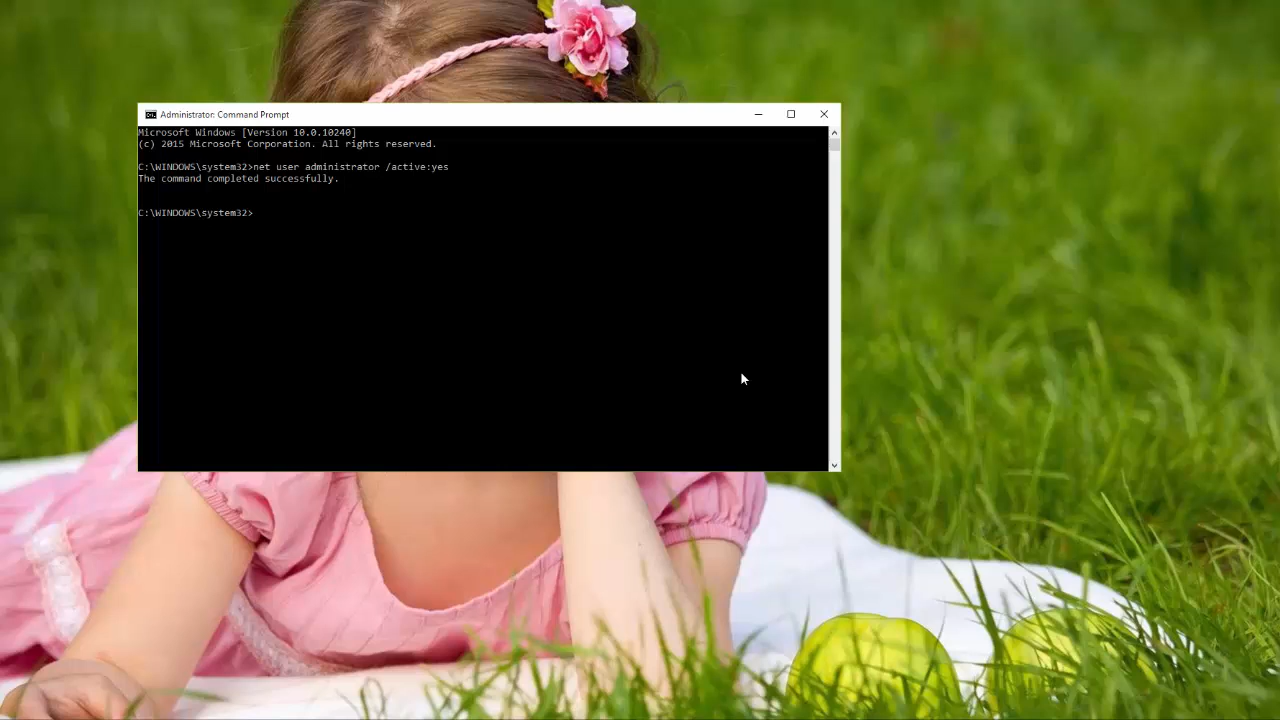 Administrator: Command Prompt
Microsoft Windows [Version 10.0.10240]
(c) 2015 Microsoft Corporation. All rights reserved.
C:\WINDOWS\system32>net user administrator /active:yes
The command completed successfully.
C:\WINDOWS\system32>